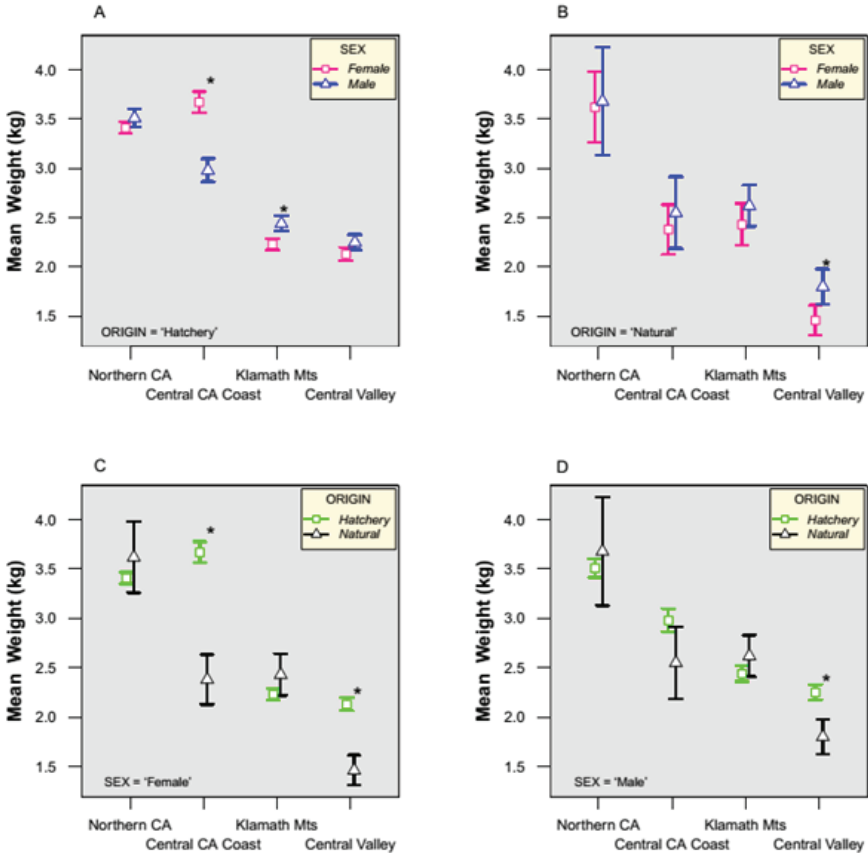 A
SEX
Female
Male
4.0
3.5
3.0
2.5
2.0
1.5
Mean Weight (kg)
*
*
ORIGIN = 'Hatchery'
Northern CA
Klamath Mts
Central CA Coast
Central Valley
B
SEX
Female
Male
4.0
3.5
3.0
2.5
2.0
1.5
Mean Weight (kg)
*
ORIGIN = 'Natural'
Northern CA
Klamath Mts
Central CA Coast
Central Valley
C
ORIGIN
Hatchery
Natural
4.0
3.5
3.0
2.5
2.0
1.5
Mean Weight (kg)
*
*
SEX = 'Female'
Northern CA
Klamath Mts
Central CA Coast
Central Valley
D
ORIGIN
Hatchery
Natural
4.0
3.5
3.0
2.5
2.0
1.5
Mean Weight (kg)
*
SEX = 'Male'
Northern CA
Klamath Mts
Central CA Coast
Central Valley